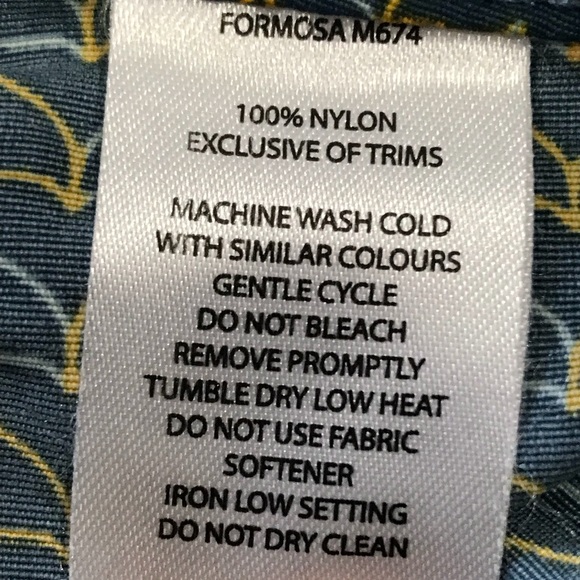 FORMOSA M674
100% NYLON
EXCLUSIVE OF TRIMS
MACHINE WASH COLD
WITH SIMILAR COLOURS
GENTLE CYCLE
DO NOT BLEACH
REMOVE PROMPTLY
TUMBLE DRY LOW HEAT
DO NOT USE FABRIC
SOFTENER
IRON LOW SETTING
DO NOT DRY CLEAN